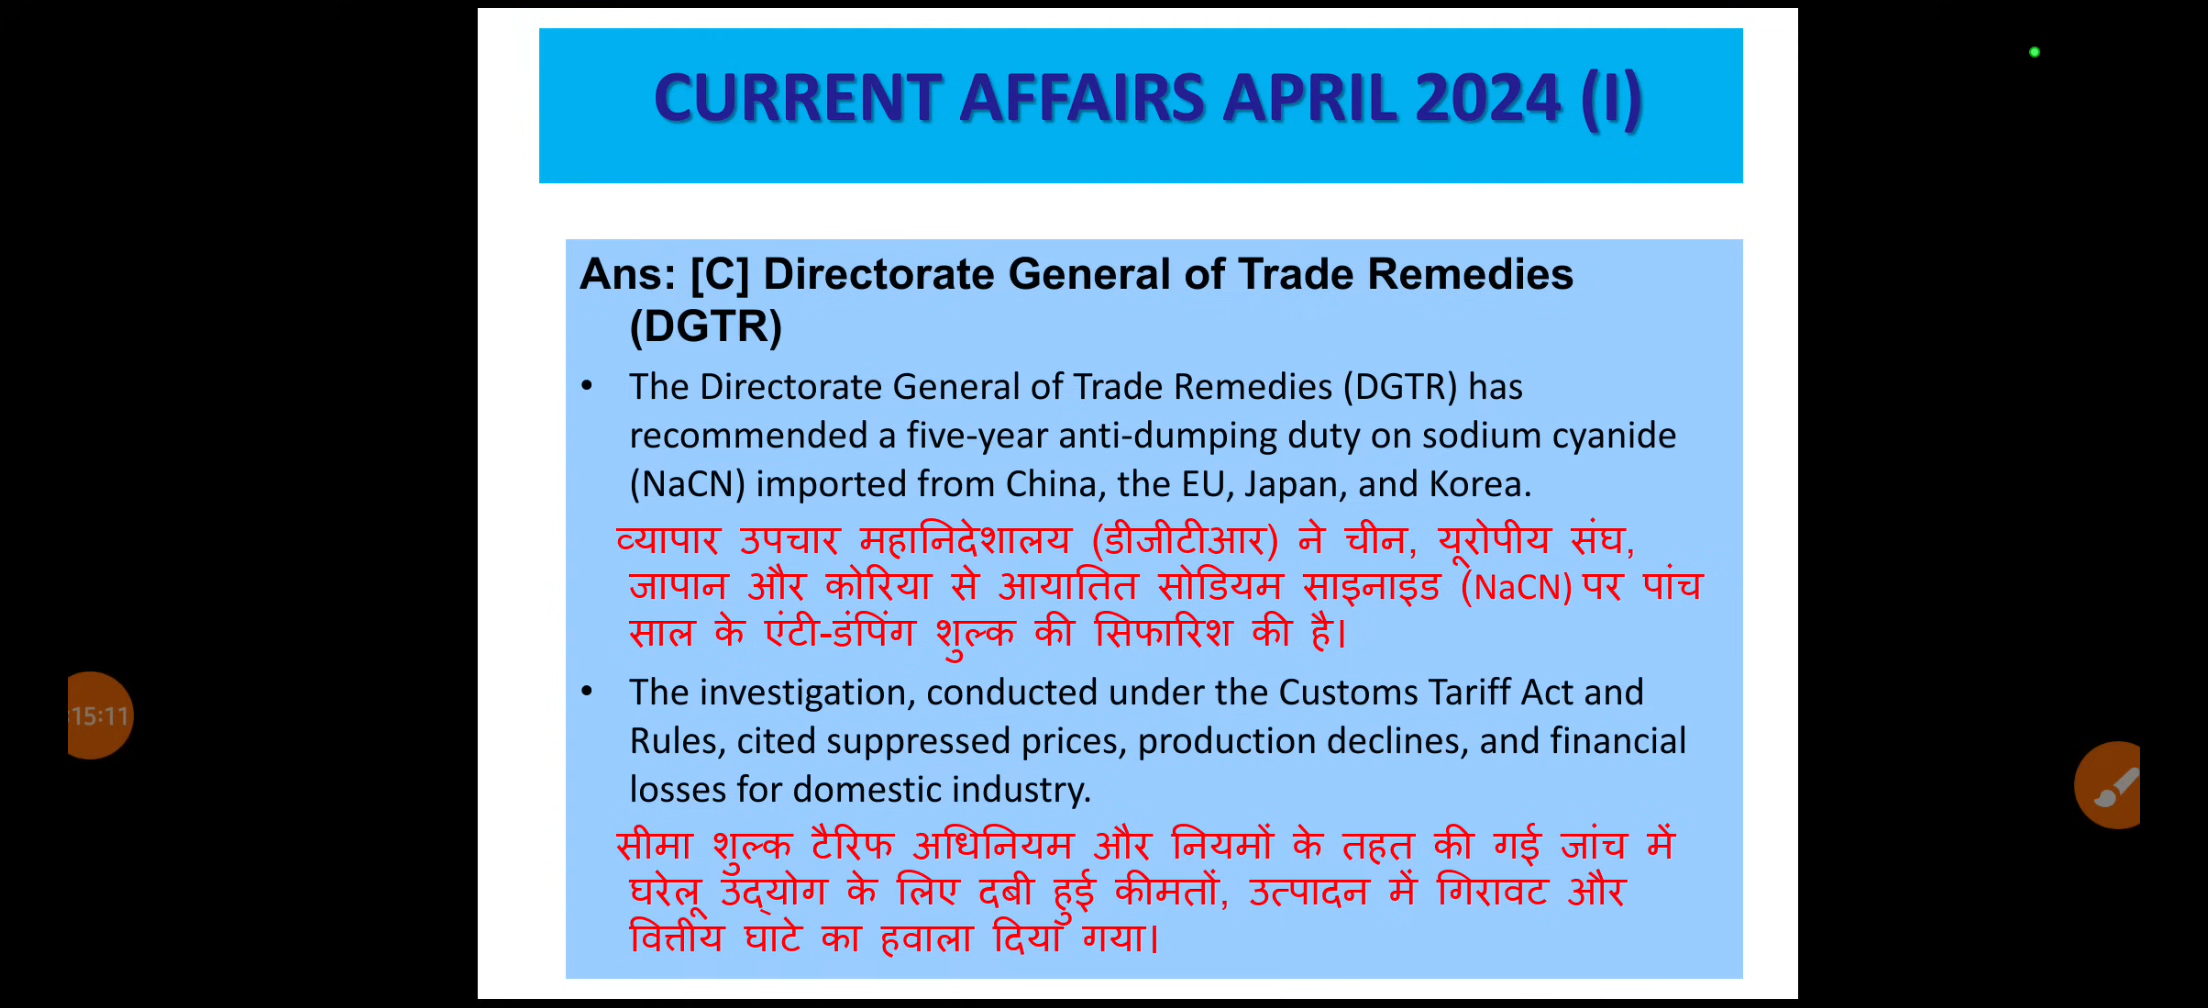 CURRENT AFFAIRS APRIL 2024 (I)
Ans: [C] Directorate General of Trade Remedies
(DGTR)
• The Directorate General of Trade Remedies (DGTR) has
recommended a five-year anti-dumping duty on sodium cyanide
(NaCN) imported from China, the EU, Japan, and Korea.
व्यापार उपचार महानिदेशालय (डीजीटीआर) ने चीन, यूरोपीय संघ,
जापान और कोरिया से आयातित सोडियम साइनाइड (NaCN) पर पांच
साल के एंटी-डंपिंग शुल्क की सिफारिश की है।
• The investigation, conducted under the Customs Tariff Act and
Rules, cited suppressed prices, production declines, and financial
losses for domestic industry.
सीमा शुल्क टैरिफ अधिनियम और नियमों के तहत की गई जांच में
घरेलू उद्योग के लिए दबी हुई कीमतों, उत्पादन में गिरावट और
वित्तीय घाटे का हवाला दिया गया।
:15:11